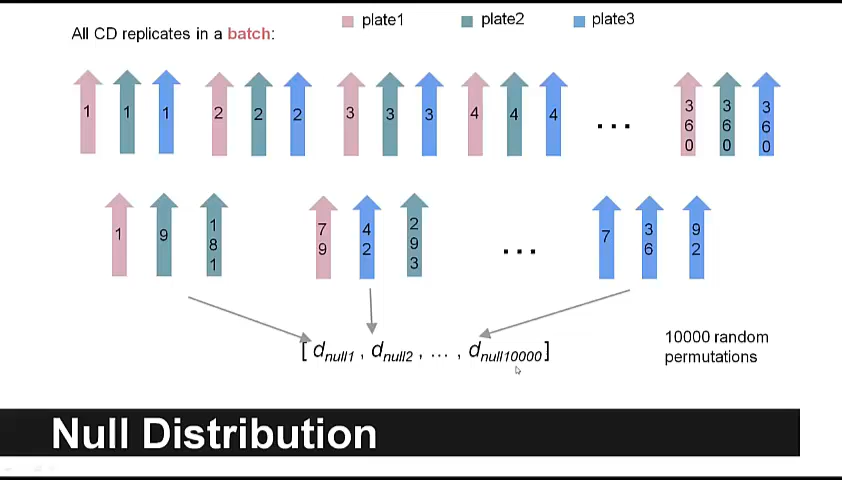 plate1 plate2 plate3
All CD replicates in a batch:
1 1 1 2 2 2 3 3 3 4 4 4 ... 360 360 360
1 9 181 79 42 293 ... 7 36 92
[ dnull1 , dnull2 , ... , dnull10000 ]
10000 random
permutations
Null Distribution